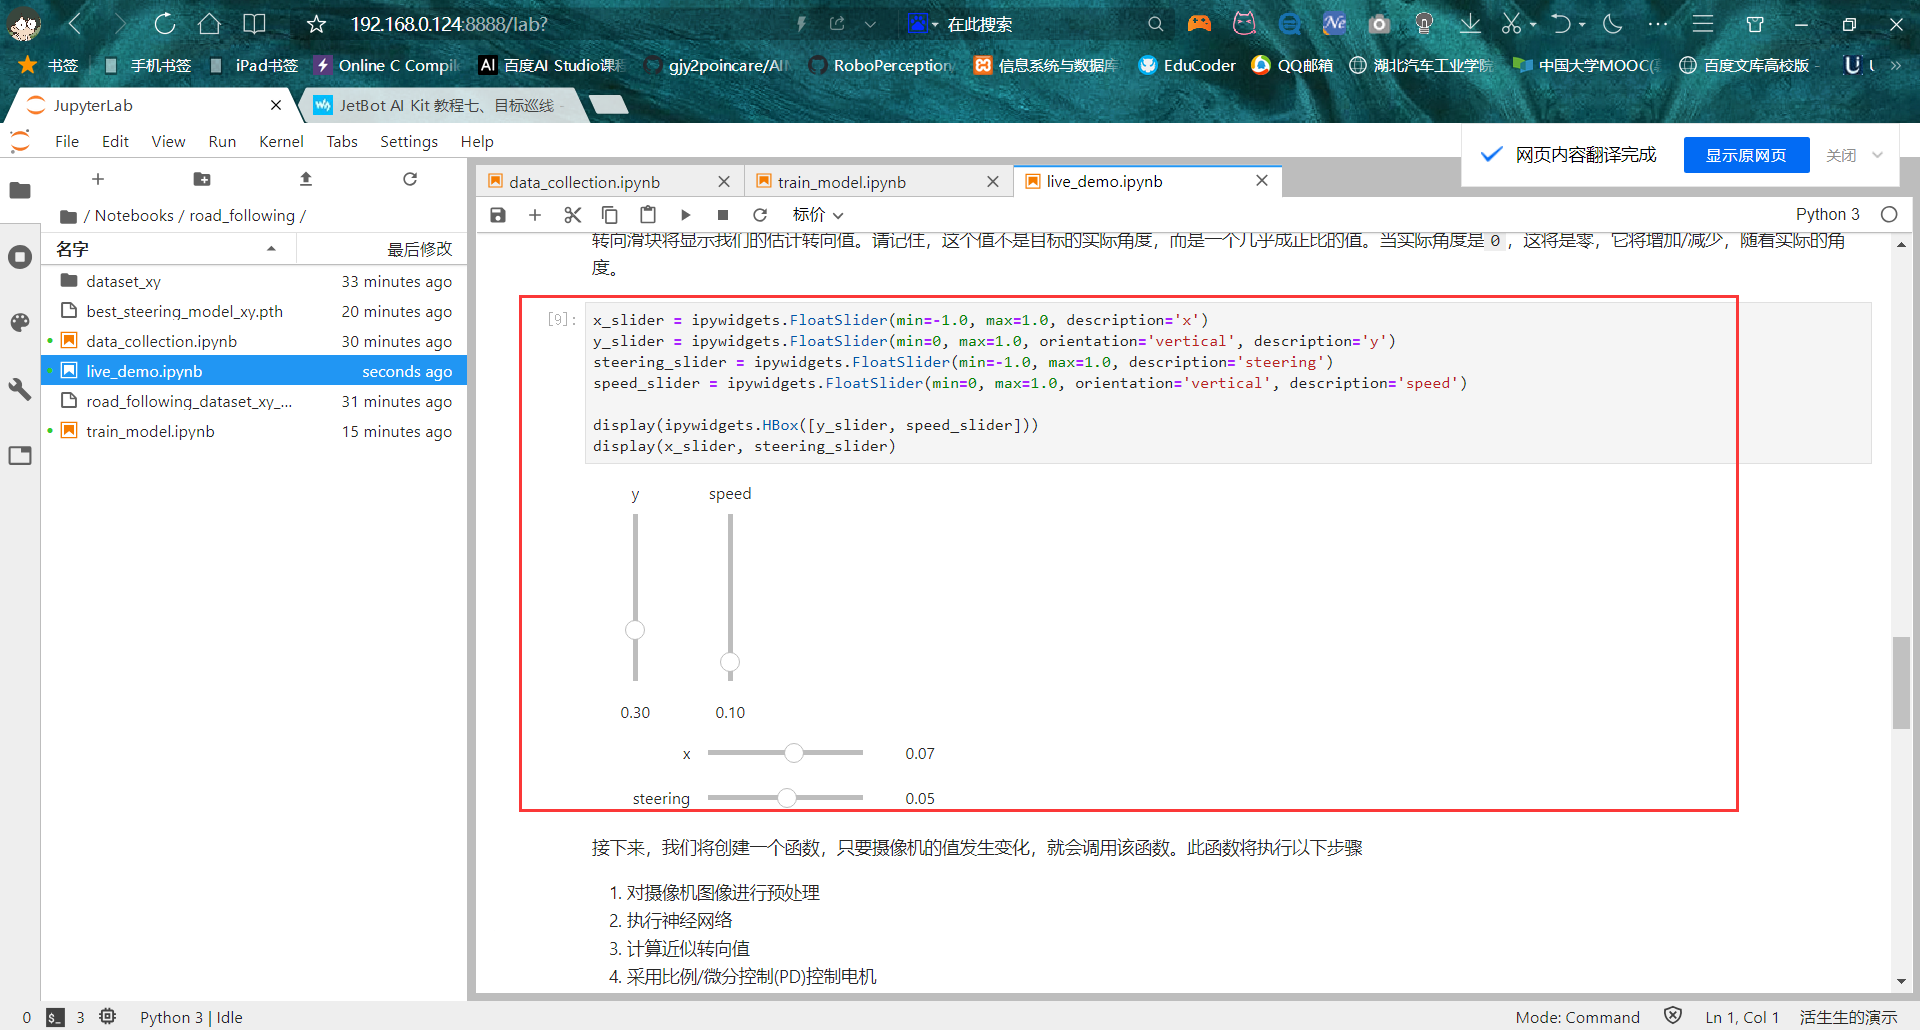 192.168.0.124:8888/lab?
在此搜索
书签 手机书签 iPad书签 Online C Compil 百度AI Studio课程 gjy2poincare/AI RoboPerception 信息系统与数据库 EduCoder QQ邮箱 湖北汽车工业学院 中国大学MOOC( 百度文库高校版
JupyterLab
JetBot AI Kit 教程七、目标巡线 -
File Edit View Run Kernel Tabs Settings Help
网页内容翻译完成 显示原网页 关闭
data_collection.ipynb train_model.ipynb live_demo.ipynb
标价 Python 3
/ Notebooks / road_following /
名字 最后修改
dataset_xy 33 minutes ago
best_steering_model_xy.pth 20 minutes ago
data_collection.ipynb 30 minutes ago
live_demo.ipynb seconds ago
road_following_dataset_xy_... 31 minutes ago
train_model.ipynb 15 minutes ago
转向滑块将显示我们的估计转向值。请记住，这个值不是目标的实际角度，而是一个几乎成正比的值。当实际角度是 0 ，这将是零，它将增加/减少，随着实际的角
度。
[9]:
x_slider = ipywidgets.FloatSlider(min=-1.0, max=1.0, description='x')
y_slider = ipywidgets.FloatSlider(min=0, max=1.0, orientation='vertical', description='y')
steering_slider = ipywidgets.FloatSlider(min=-1.0, max=1.0, description='steering')
speed_slider = ipywidgets.FloatSlider(min=0, max=1.0, orientation='vertical', description='speed')
display(ipywidgets.HBox([y_slider, speed_slider]))
display(x_slider, steering_slider)
y speed
0.30 0.10
x 0.07
steering 0.05
接下来，我们将创建一个函数，只要摄像机的值发生变化，就会调用该函数。此函数将执行以下步骤
1. 对摄像机图像进行预处理
2. 执行神经网络
3. 计算近似转向值
4. 采用比例/微分控制(PD)控制电机
0 3 Python 3 | Idle Mode: Command Ln 1, Col 1 活生生的演示